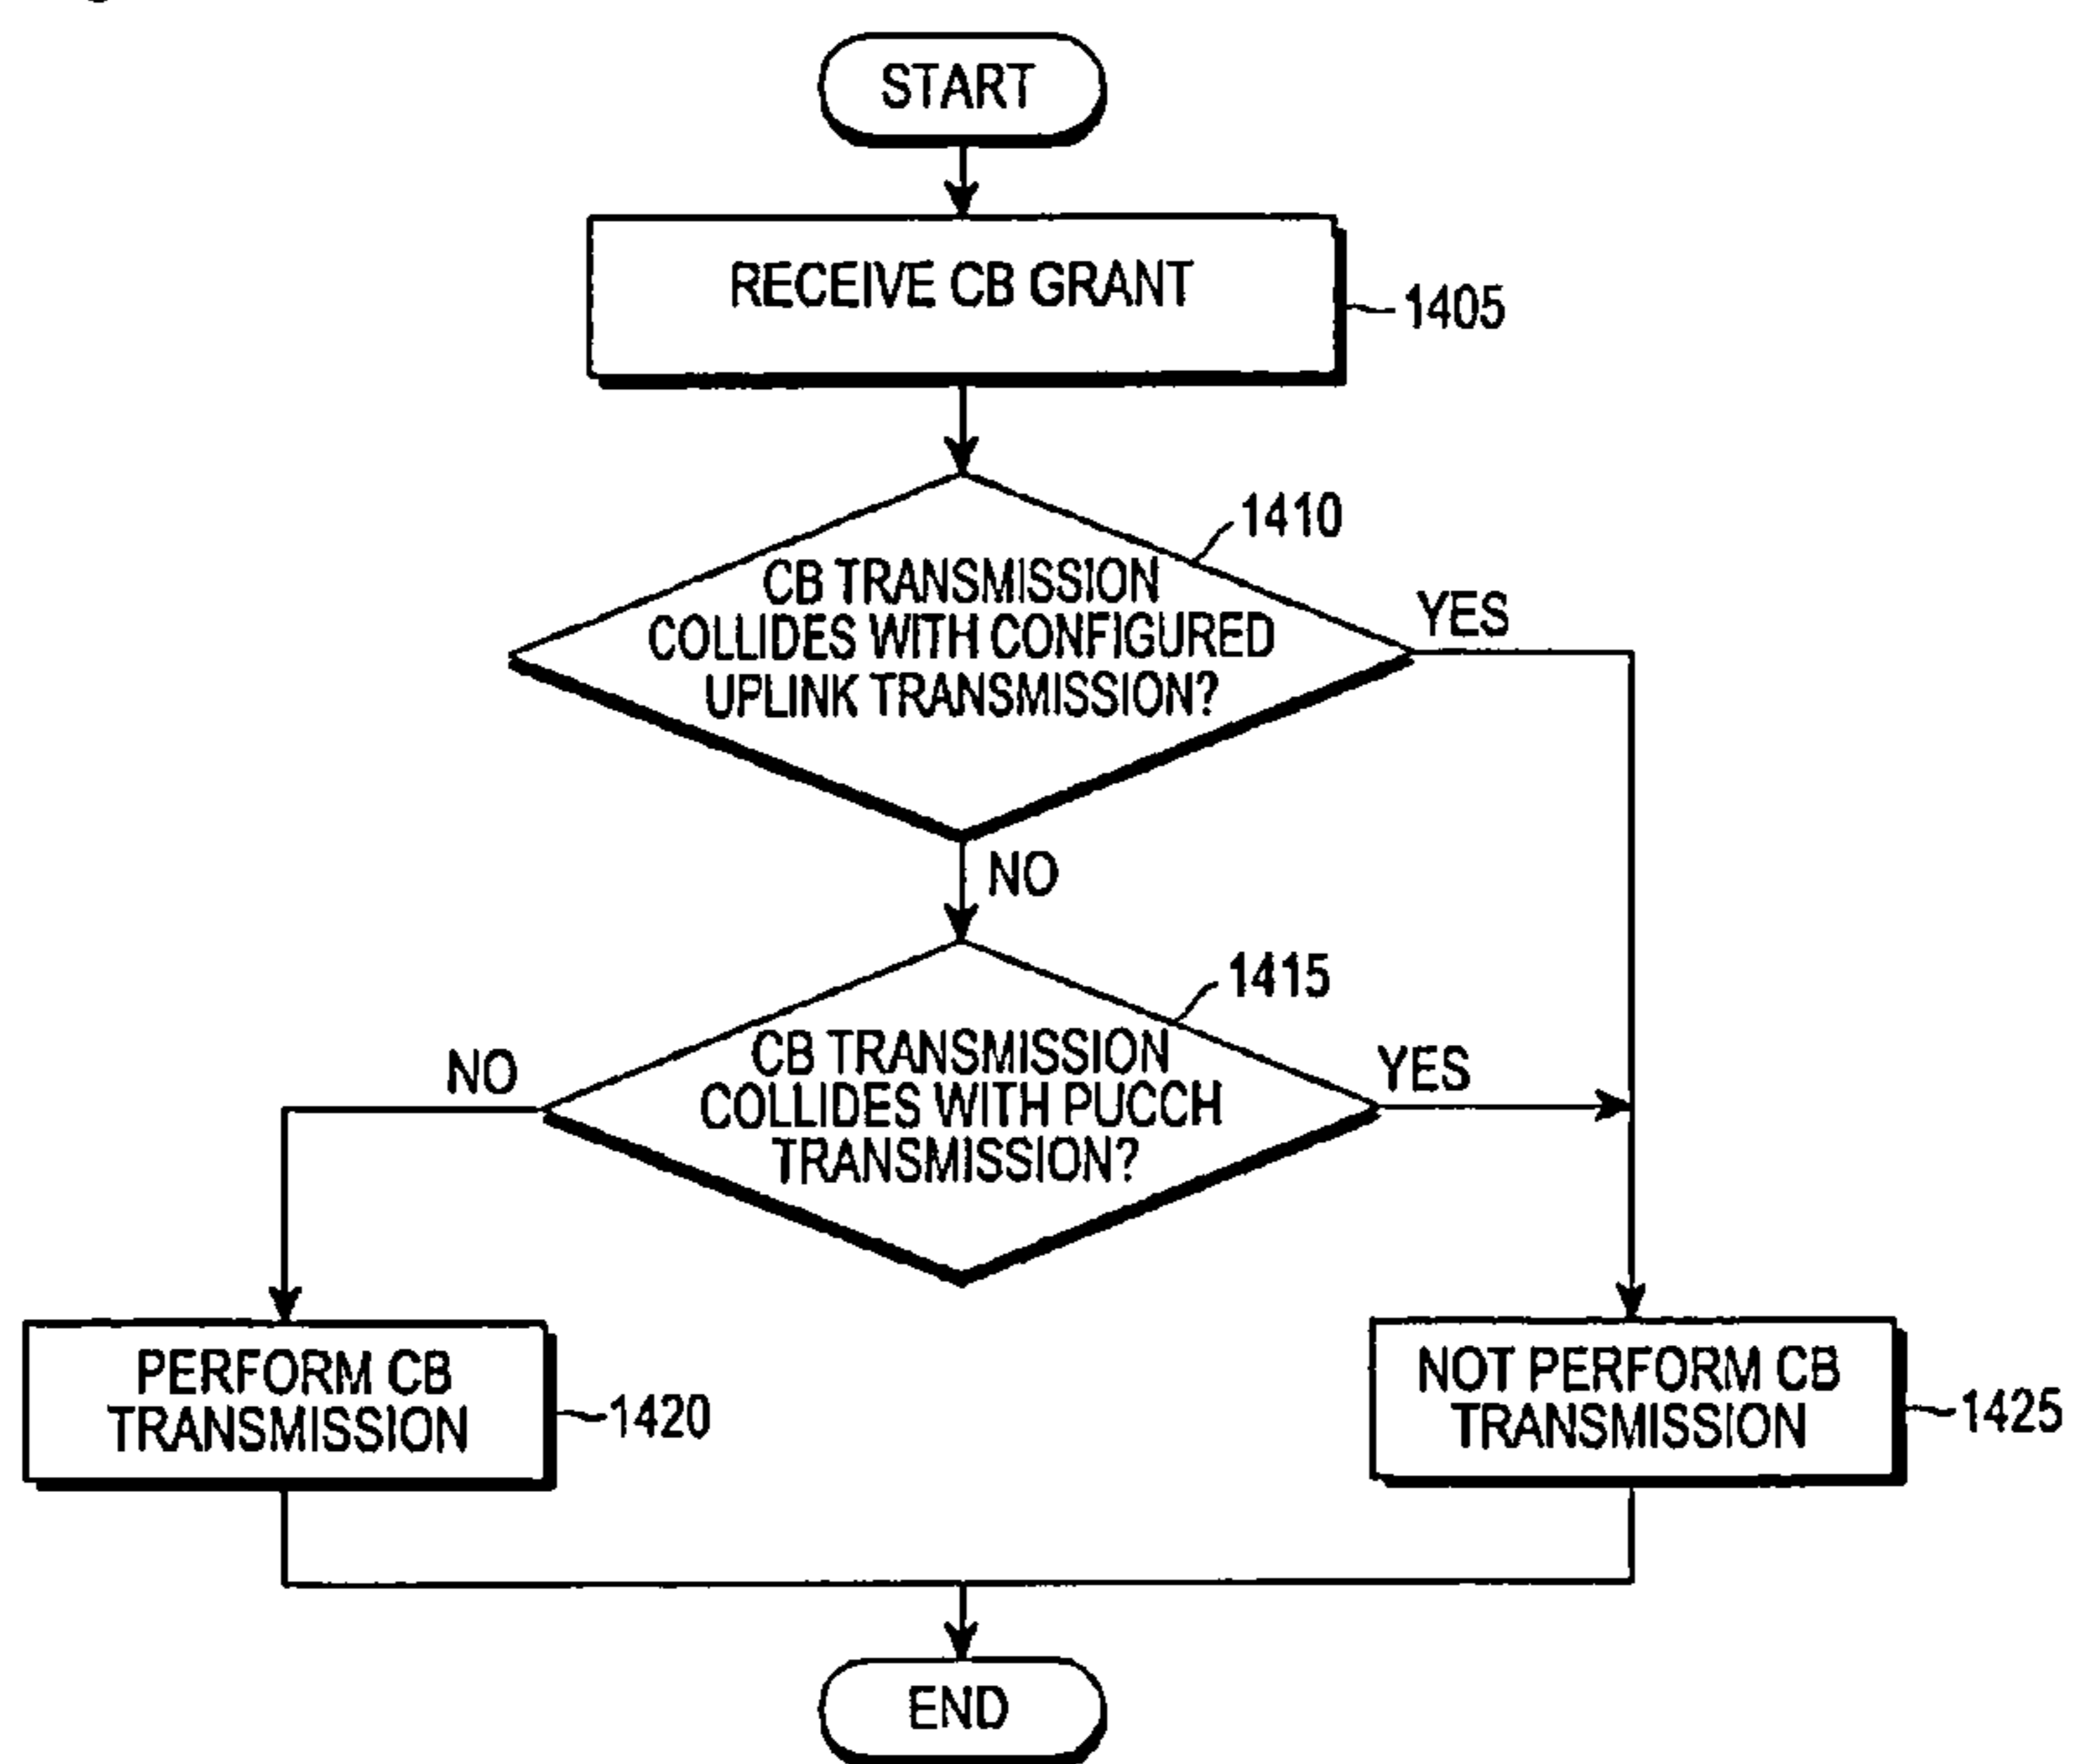 START
RECEIVE CB GRANT
1405
1410
CB TRANSMISSION
COLLIDES WITH CONFIGURED
UPLINK TRANSMISSION?
YES
NO
1415
CB TRANSMISSION
COLLIDES WITH PUCCH
TRANSMISSION?
NO
YES
PERFORM CB
TRANSMISSION
1420
NOT PERFORM CB
TRANSMISSION
1425
END